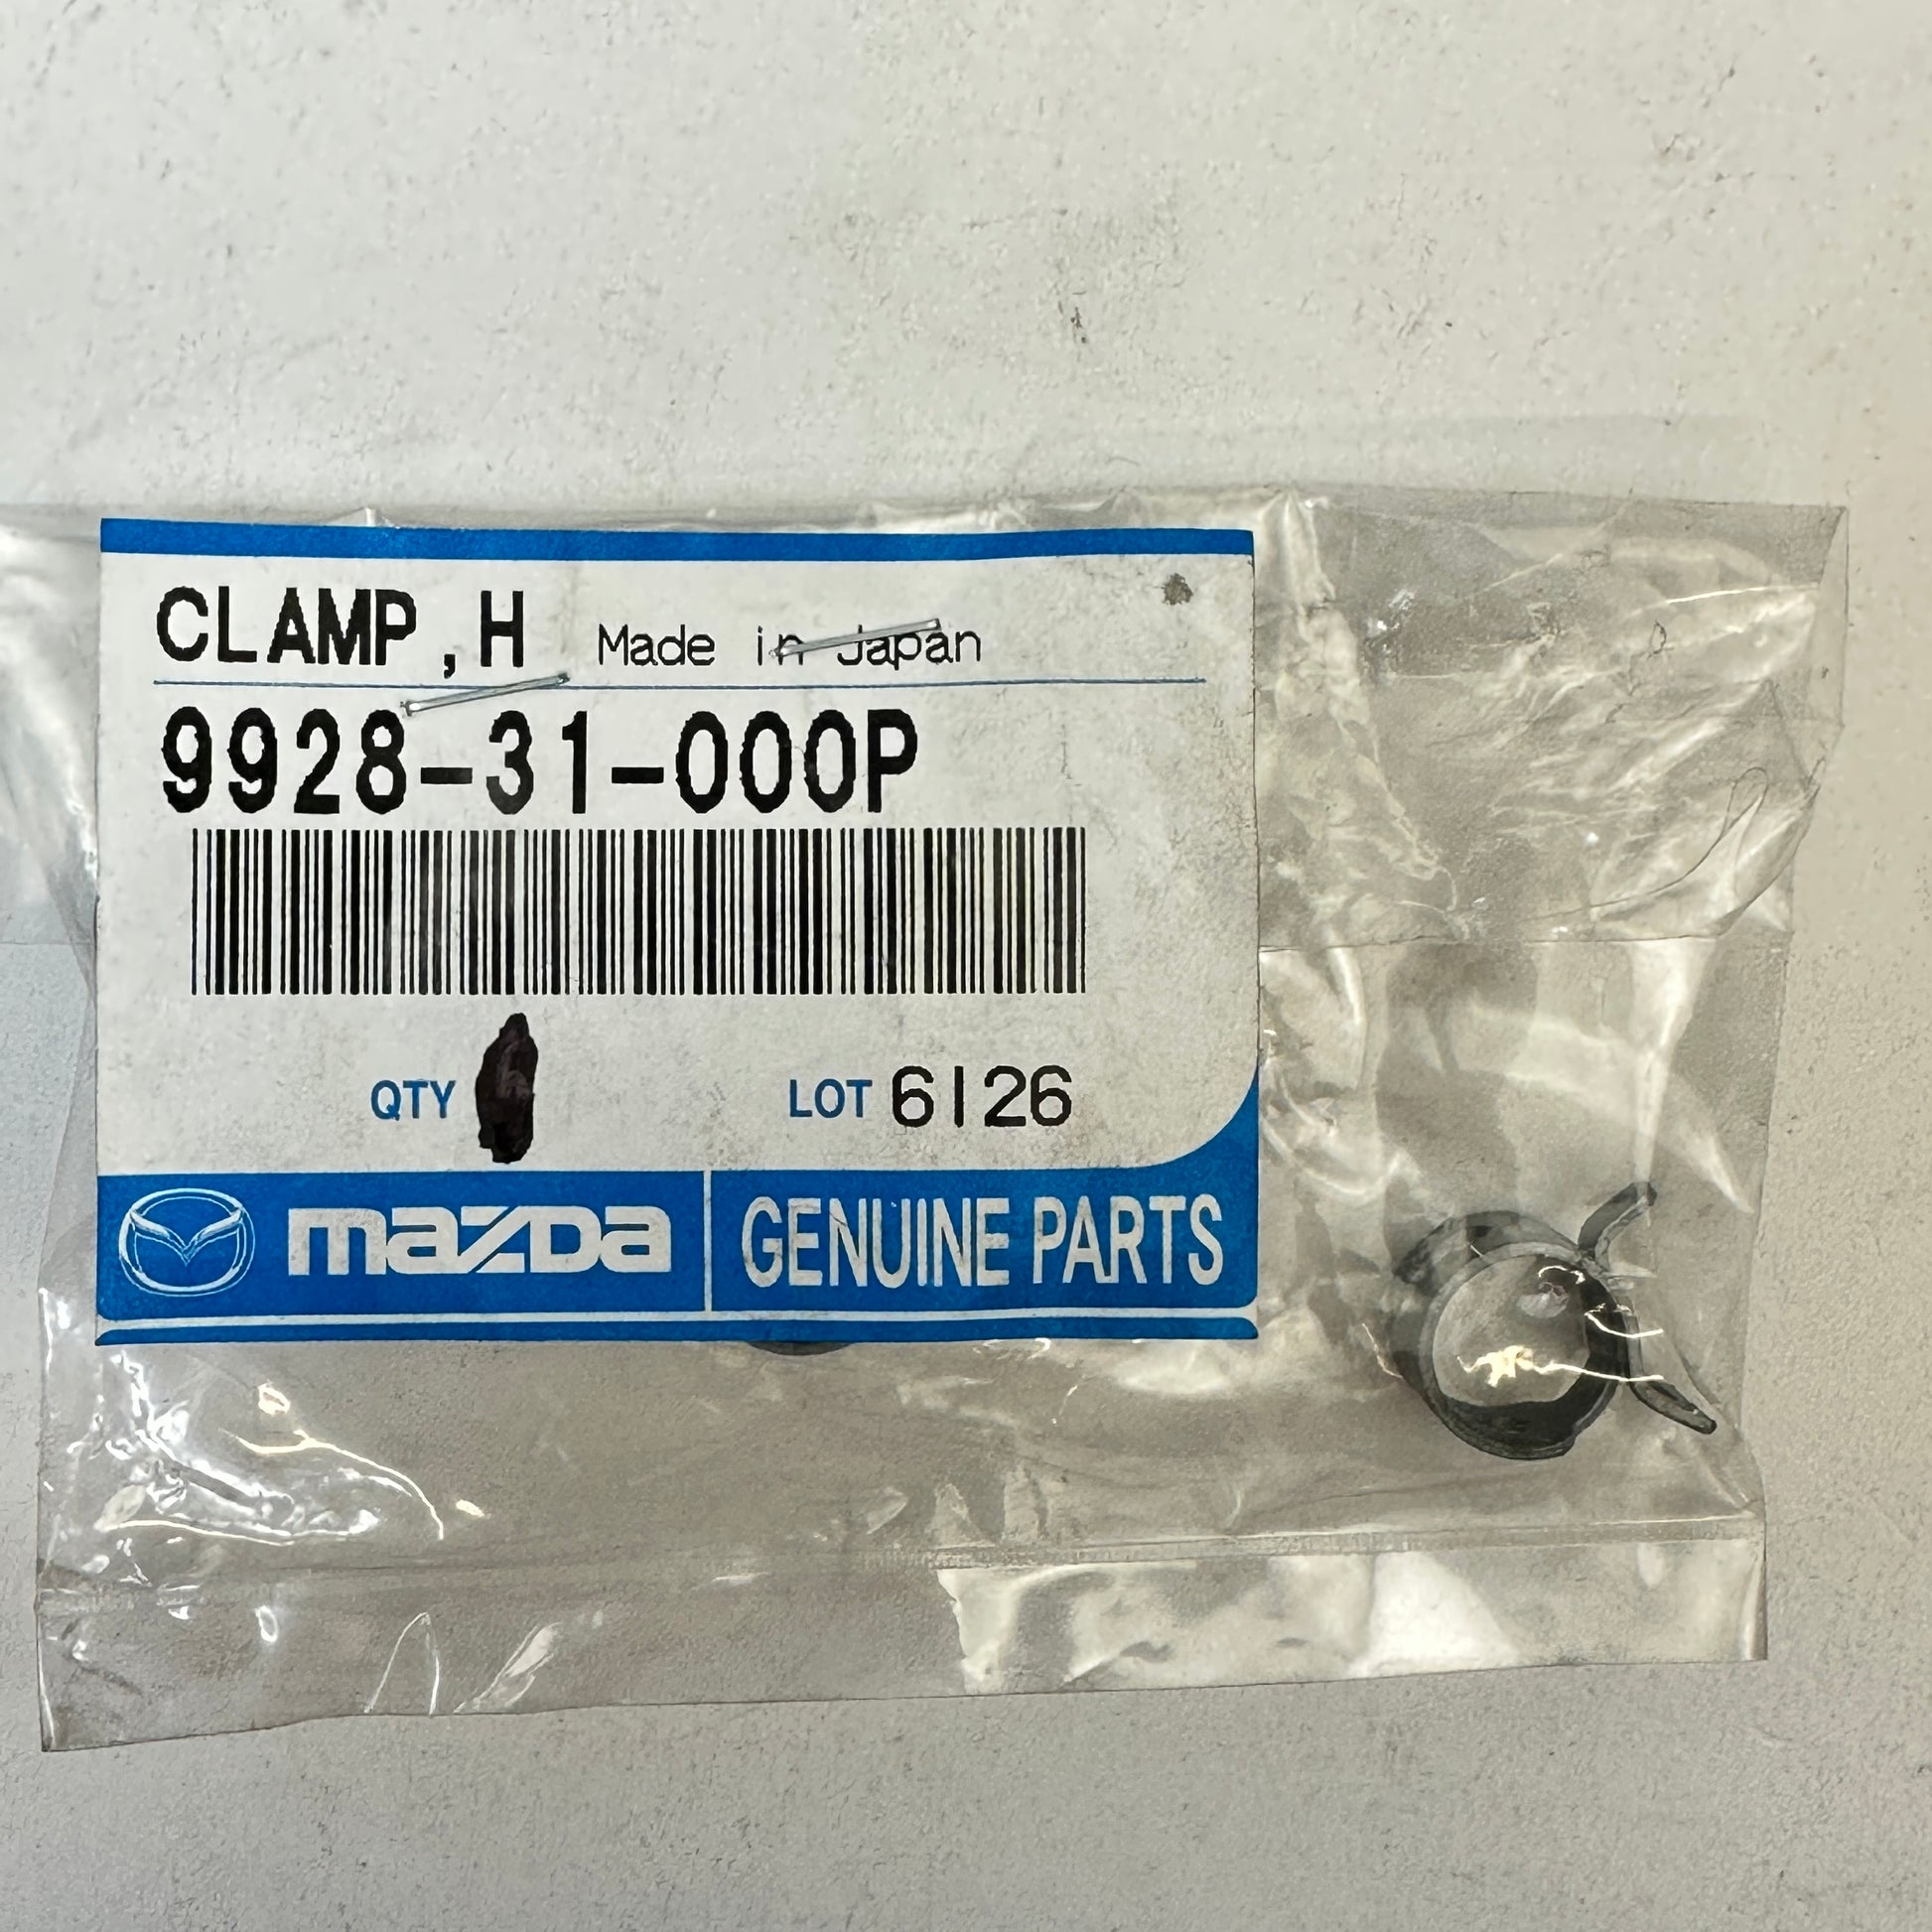 CLAMP,H Made in Japan
9928-31-000P
QTY LOT 6126
mazda GENUINE PARTS